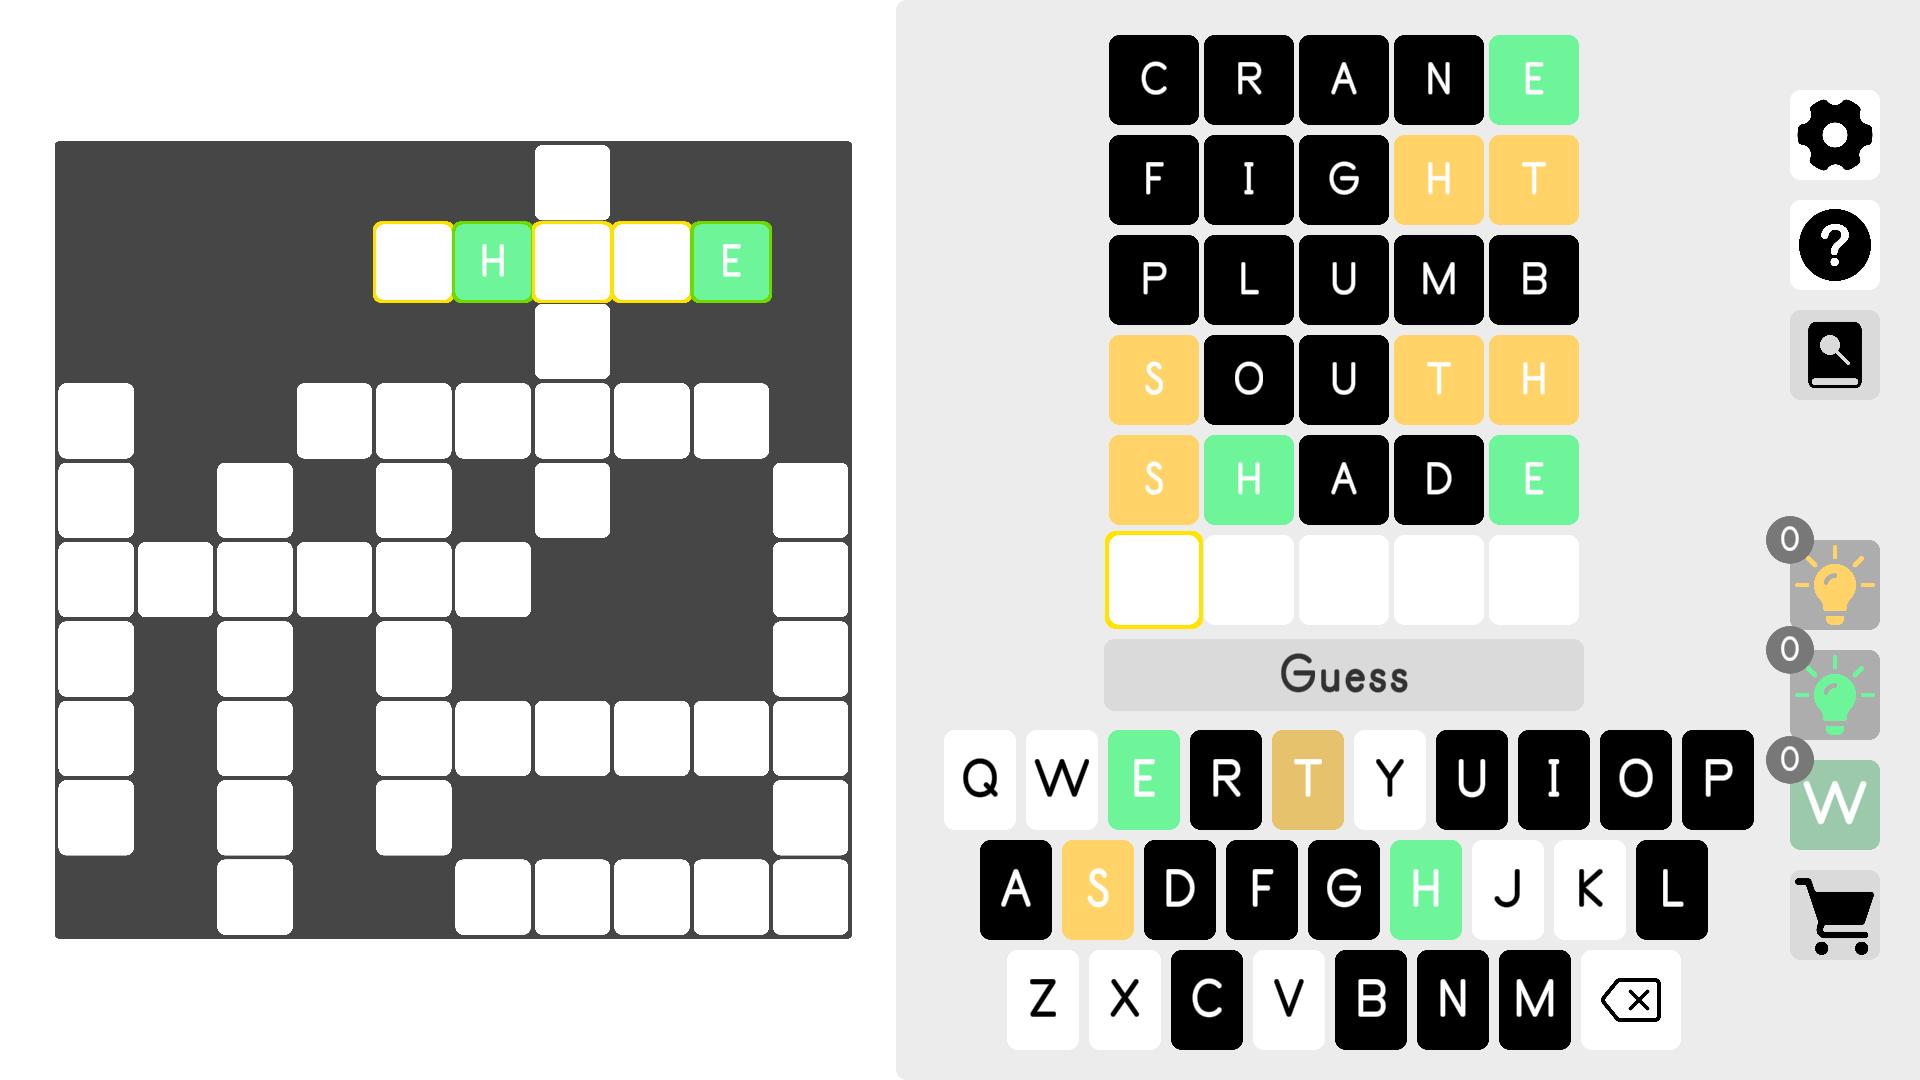 H E
C R A N E
F I G H T
P L U M B
S O U T H
S H A D E
Guess
Q W E R T Y U I O P
A S D F G H J K L
Z X C V B N M
?
0
0
0
W